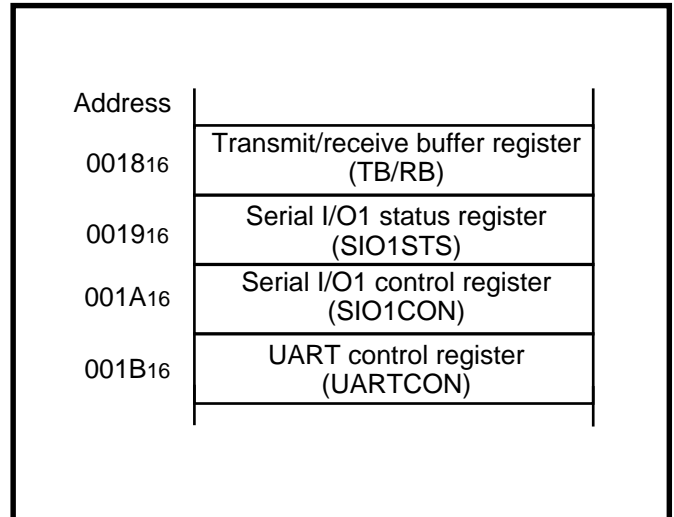 Address
001816
Transmit/receive buffer register
(TB/RB)
001916
Serial I/O1 status register
(SIO1STS)
001A16
Serial I/O1 control register
(SIO1CON)
001B16
UART control register
(UARTCON)